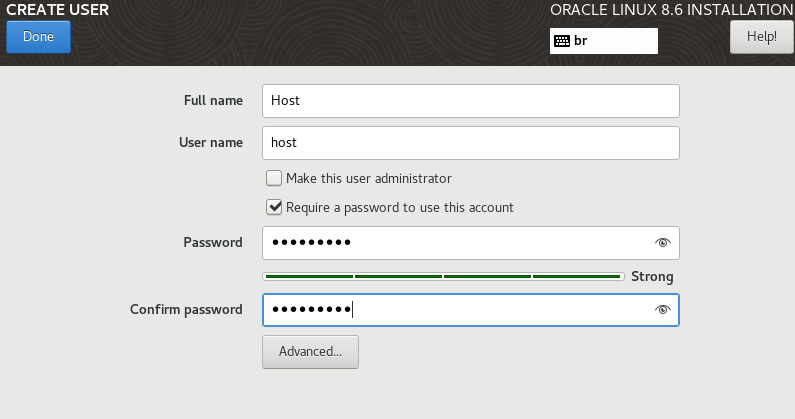 CREATE USER
ORACLE LINUX 8.6 INSTALLATION
Done
br
Help!
Full name
Host
User name
host
Make this user administrator
Require a password to use this account
Password
●●●●●●●●●
Strong
Confirm password
●●●●●●●●●
Advanced...